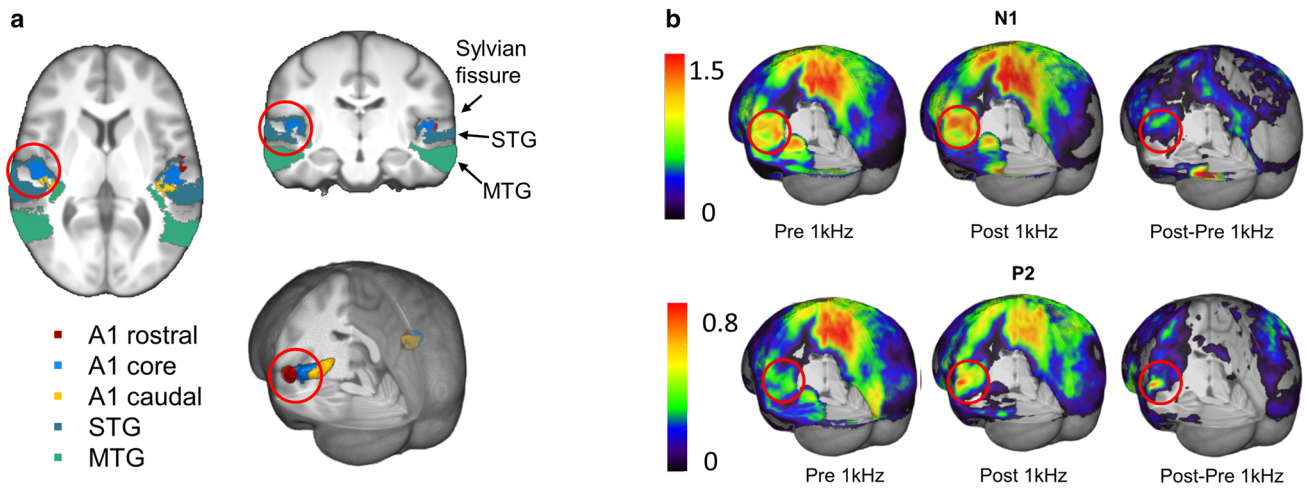 a
Sylvian
fissure
STG
MTG
A1 rostral
A1 core
A1 caudal
STG
MTG
b
N1
1.5
0
Pre 1kHz
Post 1kHz
Post-Pre 1kHz
P2
0.8
0
Pre 1kHz
Post 1kHz
Post-Pre 1kHz